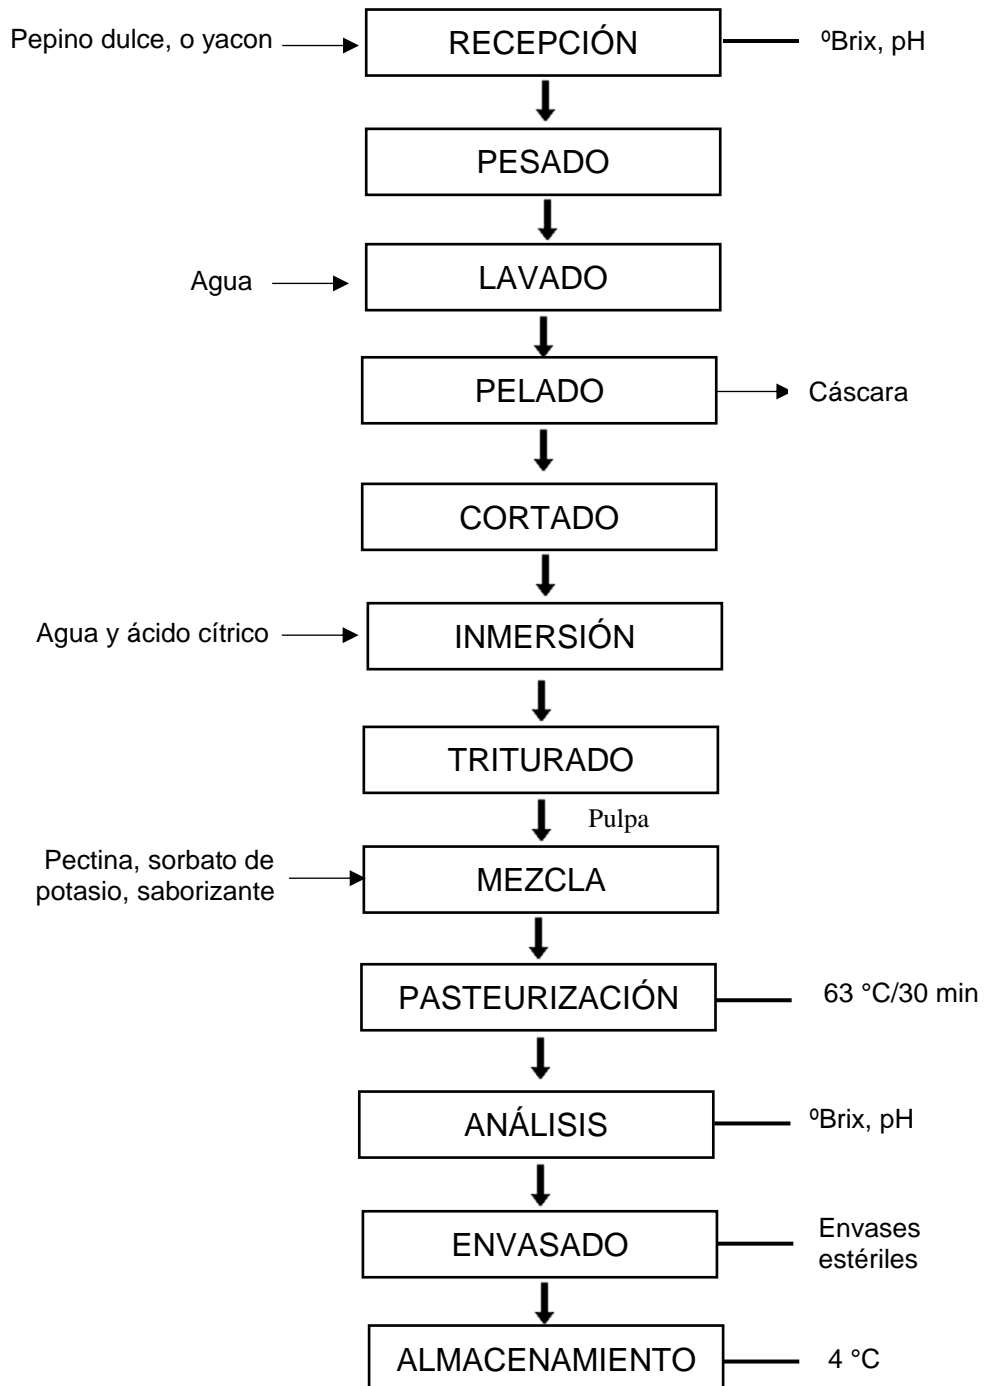 Pepino dulce, o yacon
RECEPCIÓN
ºBrix, pH
PESADO
Agua
LAVADO
PELADO
Cáscara
CORTADO
Agua y ácido cítrico
INMERSIÓN
TRITURADO
Pulpa
Pectina, sorbato de
potasio, saborizante
MEZCLA
PASTEURIZACIÓN
63 °C/30 min
ANÁLISIS
ºBrix, pH
ENVASADO
Envases
estériles
ALMACENAMIENTO
4 °C